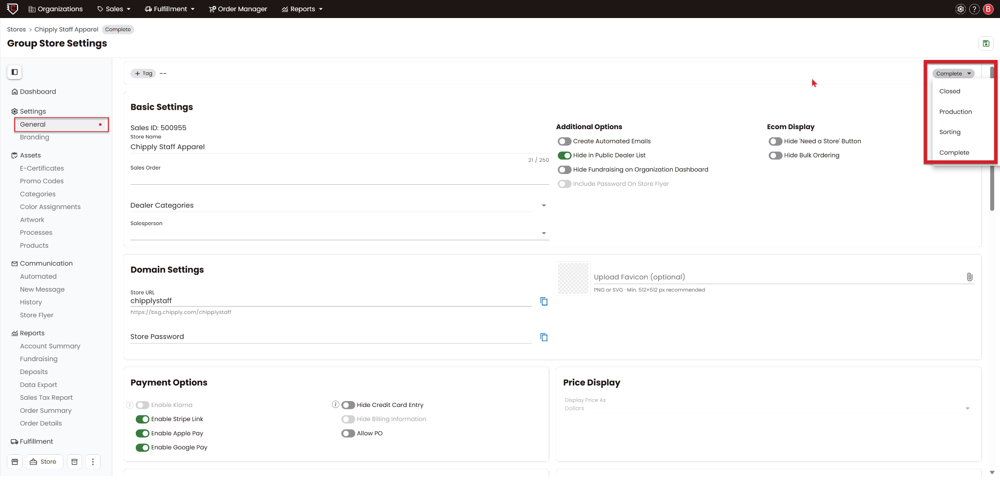 Organizations Sales Fulfillment Order Manager Reports ? B
Stores > Chipply Staff Apparel Complete
Group Store Settings
+ Tag --
Complete
Closed
Production
Sorting
Complete
Dashboard
Settings
General
Branding
Assets
E-Certificates
Promo Codes
Categories
Color Assignments
Artwork
Processes
Products
Communication
Automated
New Message
History
Store Flyer
Reports
Account Summary
Fundraising
Deposits
Data Export
Sales Tax Report
Order Summary
Order Details
Fulfillment
Store
Basic Settings
Sales ID: 500955
Store Name
Chipply Staff Apparel
21 / 250
Sales Order
Dealer Categories
Salesperson
Additional Options
Create Automated Emails
Hide in Public Dealer List
Hide Fundraising on Organization Dashboard
Include Password On Store Flyer
Ecom Display
Hide 'Need a Store' Button
Hide Bulk Ordering
Domain Settings
Store URL
chipplystaff
https://bsg.chipply.com/chipplystaff
Store Password
Upload Favicon (optional)
PNG or SVG · Min. 512×512 px recommended
Payment Options
Enable Klarna
Enable Stripe Link
Enable Apple Pay
Enable Google Pay
Hide Credit Card Entry
Hide Billing Information
Allow PO
Price Display
Display Price As
Dollars